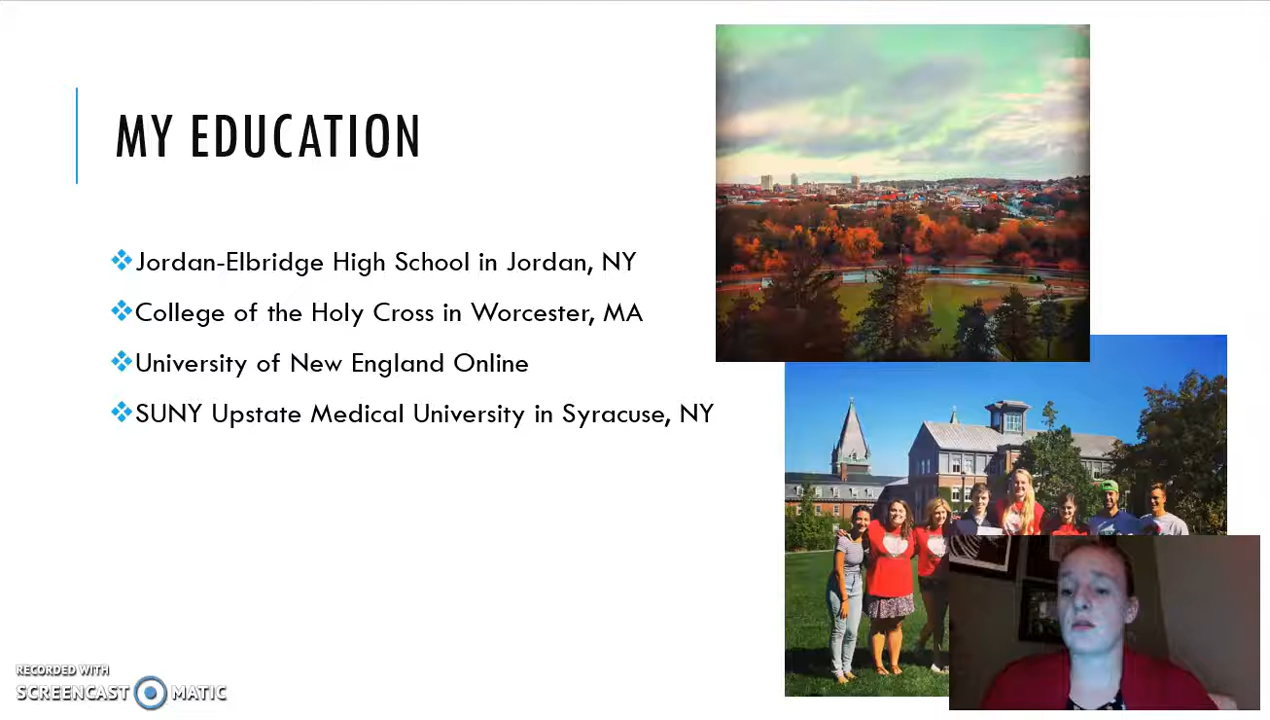 MY EDUCATION
Jordan-Elbridge High School in Jordan, NY
College of the Holy Cross in Worcester, MA
University of New England Online
SUNY Upstate Medical University in Syracuse, NY
RECORDED WITH
SCREENCAST MATIC